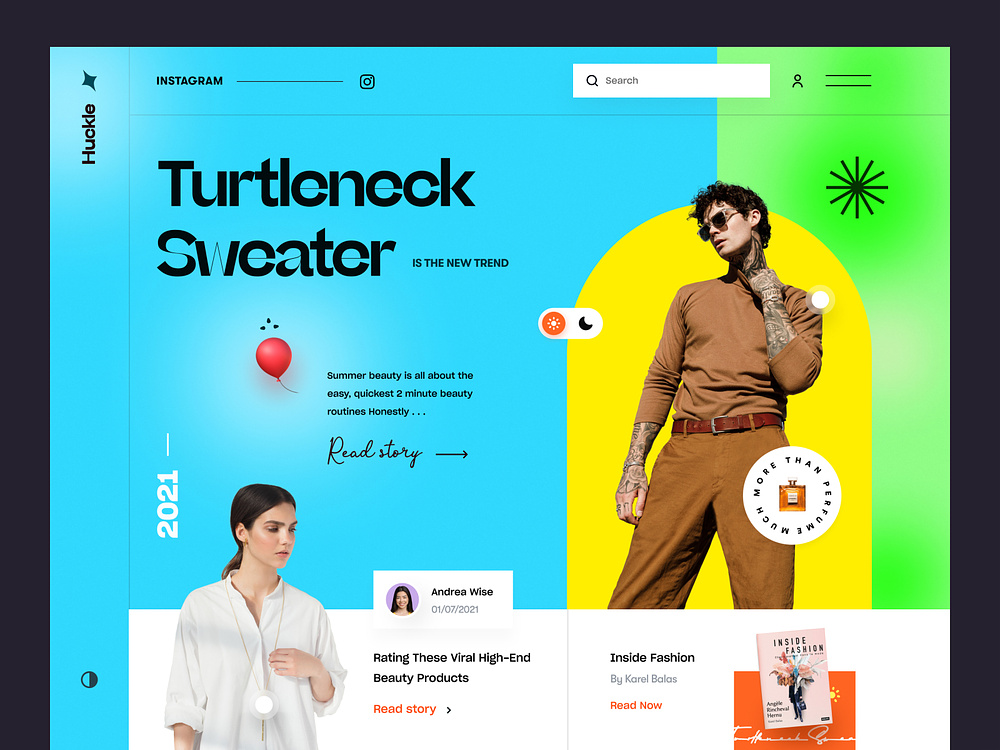 Huckle
INSTAGRAM
Search
Turtleneck
Sweater
IS THE NEW TREND
Summer beauty is all about the
easy, quickest 2 minute beauty
routines Honestly . . .
Read story
2021
MUCH MORE THAN PERFUME
Andrea Wise
01/07/2021
Rating These Viral High-End
Beauty Products
Read story
Inside Fashion
By Karel Balas
Read Now
INSIDE
FASHION
Angèle
Rincheval
Hernu